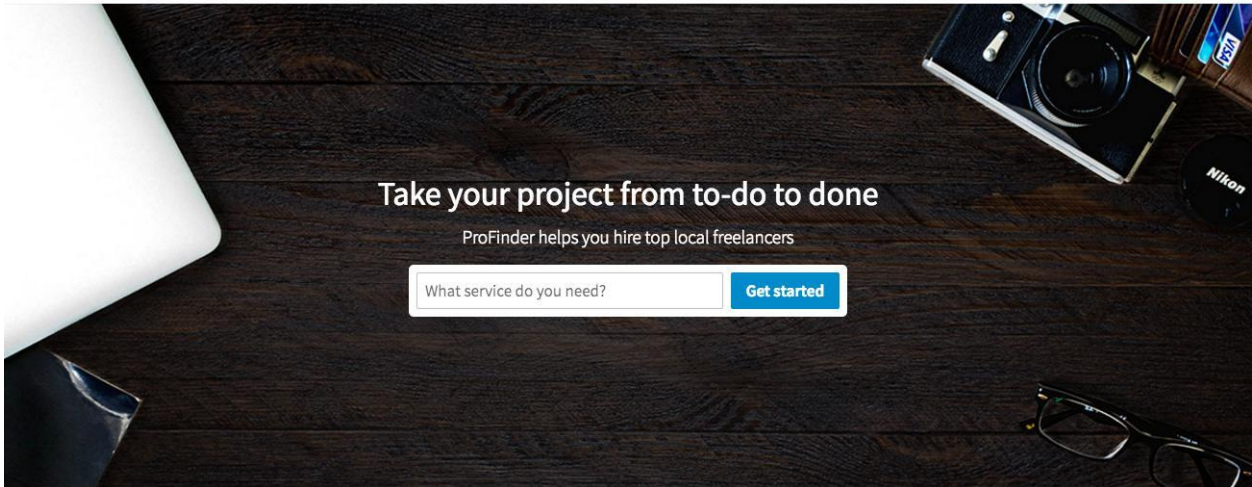 VISA
Nikon
Take your project from to-do to done
ProFinder helps you hire top local freelancers
What service do you need?
Get started